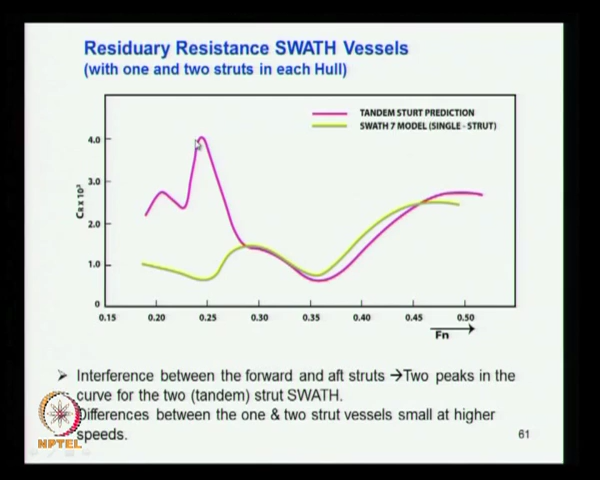 Residuary Resistance SWATH Vessels
(with one and two struts in each Hull)
TANDEM STURT PREDICTION
SWATH 7 MODEL (SINGLE - STRUT)
4.0
3.0
2.0
1.0
0
CR x 10³
0.15 0.20 0.25 0.30 0.35 0.40 0.45 0.50
Fn
➢ Interference between the forward and aft struts →Two peaks in the
curve for the two (tandem) strut SWATH.
Differences between the one & two strut vessels small at higher
speeds.
61
NPTEL